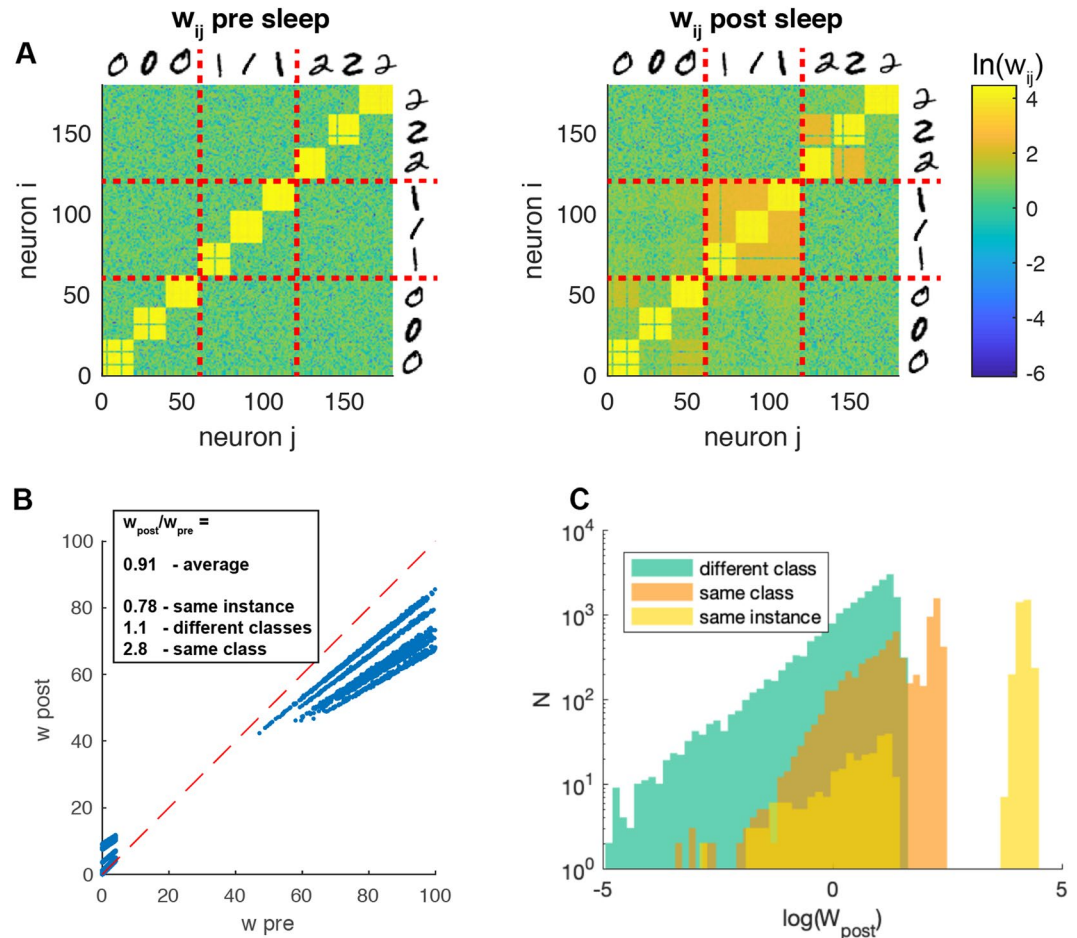 w_ij pre sleep
w_ij post sleep
A
0 0 0 1 1 1 2 2 2
0 0 0 1 1 1 2 2 2
ln(w_ij)
neuron i
150
100
50
0
2
2
2
1
1
1
0
0
0
0 50 100 150
neuron j
neuron i
150
100
50
0
2
2
2
1
1
1
0
0
0
0 50 100 150
neuron j
4
2
0
-2
-4
-6
B
w_post/w_pre =
0.91 - average
0.78 - same instance
1.1 - different classes
2.8 - same class
w post
100
80
60
40
20
0
0 20 40 60 80 100
w pre
C
different class
same class
same instance
N
10^4
10^3
10^2
10^1
10^0
-5 0 5
log(W_post)